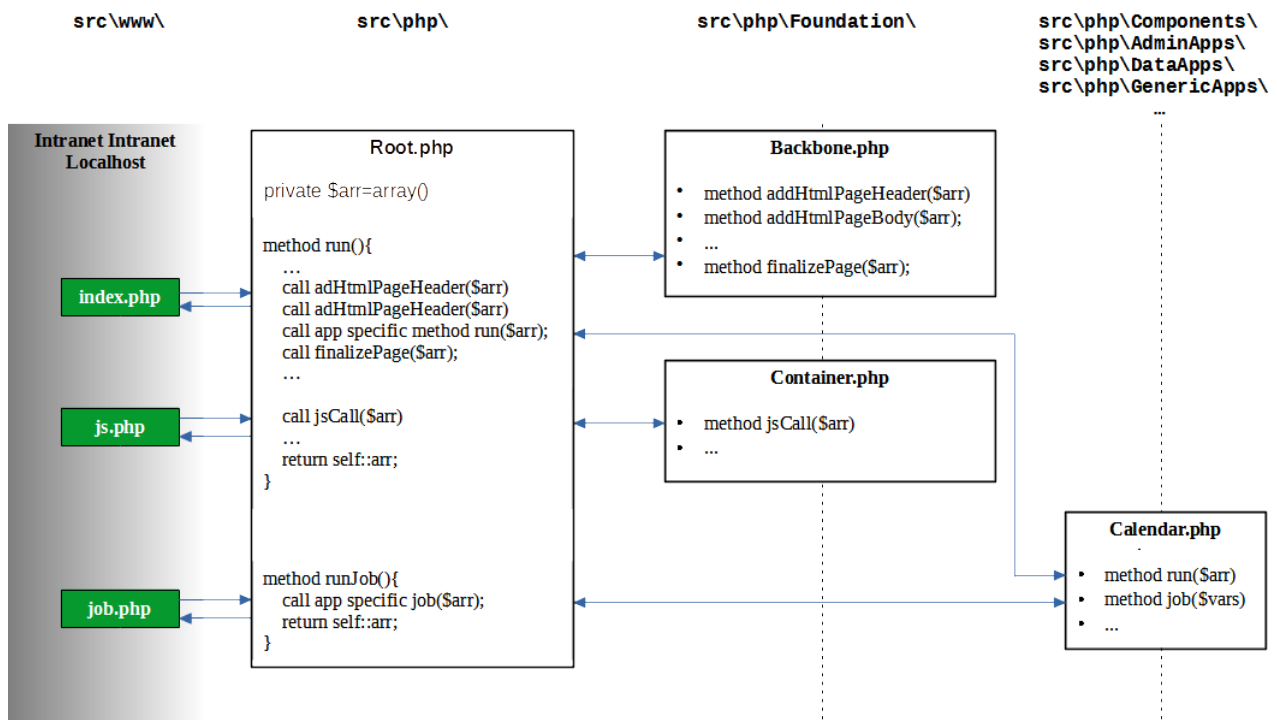 src\www\
src\php\
src\php\Foundation\
src\php\Components\
src\php\AdminApps\
src\php\DataApps\
src\php\GenericApps\
...
Intranet Intranet
Localhost
index.php
js.php
job.php
Root.php
private $arr=array()
method run(){
…
call adHtmlPageHeader($arr)
call adHtmlPageHeader($arr)
call app specific method run($arr);
call finalizePage($arr);
…
call jsCall($arr)
…
return self::arr;
}
method runJob(){
call app specific job($arr);
return self::arr;
}
Backbone.php
• method addHtmlPageHeader($arr)
• method addHtmlPageBody($arr);
• ...
• method finalizePage($arr);
Container.php
• method jsCall($arr)
• ...
Calendar.php
• method run($arr)
• method job($vars)
• ...